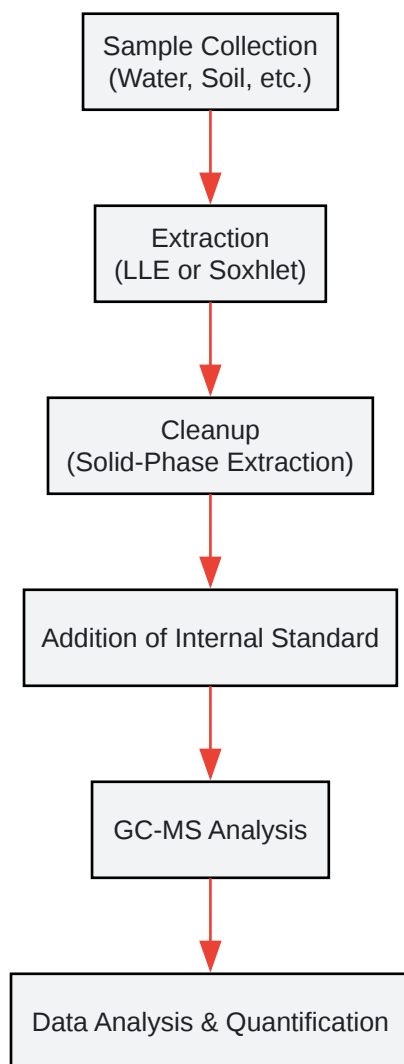 Sample Collection
(Water, Soil, etc.)
Extraction
(LLE or Soxhlet)
Cleanup
(Solid-Phase Extraction)
Addition of Internal Standard
GC-MS Analysis
Data Analysis & Quantification